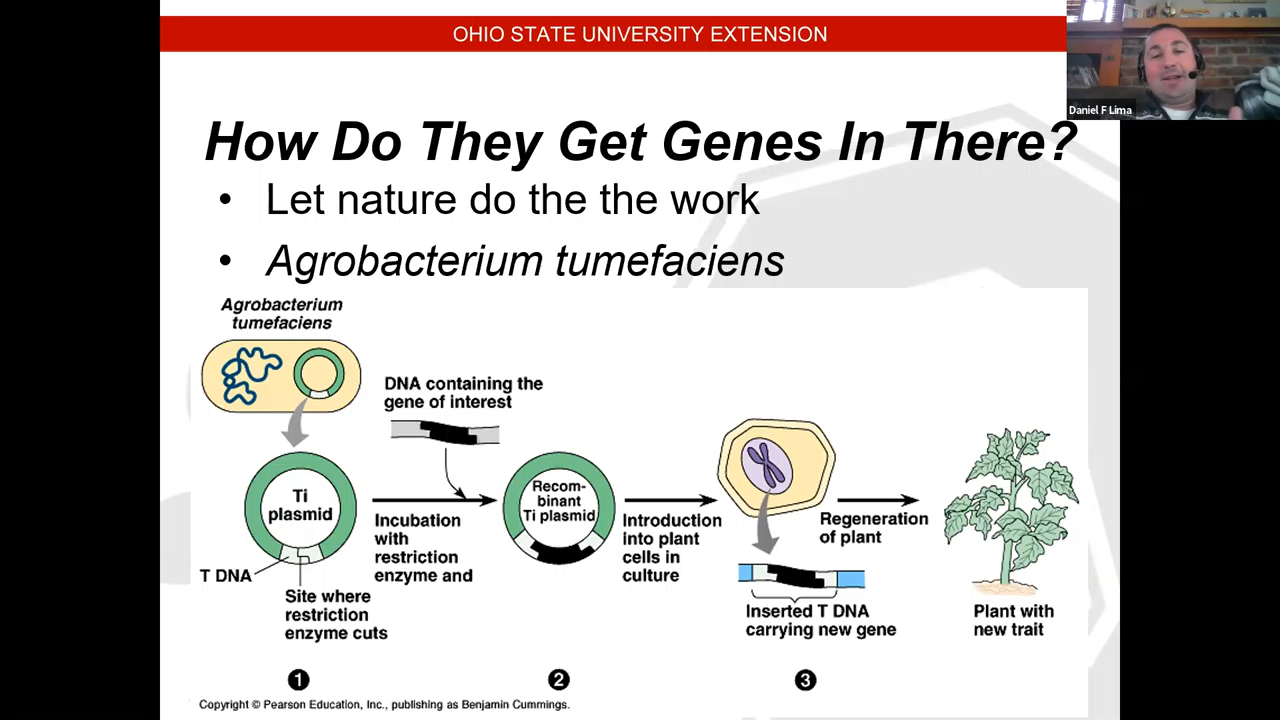 OHIO STATE UNIVERSITY EXTENSION
Daniel F Lima
How Do They Get Genes In There?
• Let nature do the the work
• Agrobacterium tumefaciens
Agrobacterium
tumefaciens
DNA containing the
gene of interest
Ti
plasmid
T DNA
Site where
restriction
enzyme cuts
Incubation
with
restriction
enzyme and
Recom-
binant
Ti plasmid
Introduction
into plant
cells in
culture
Inserted T DNA
carrying new gene
Regeneration
of plant
Plant with
new trait
1
2
3
Copyright © Pearson Education, Inc., publishing as Benjamin Cummings.